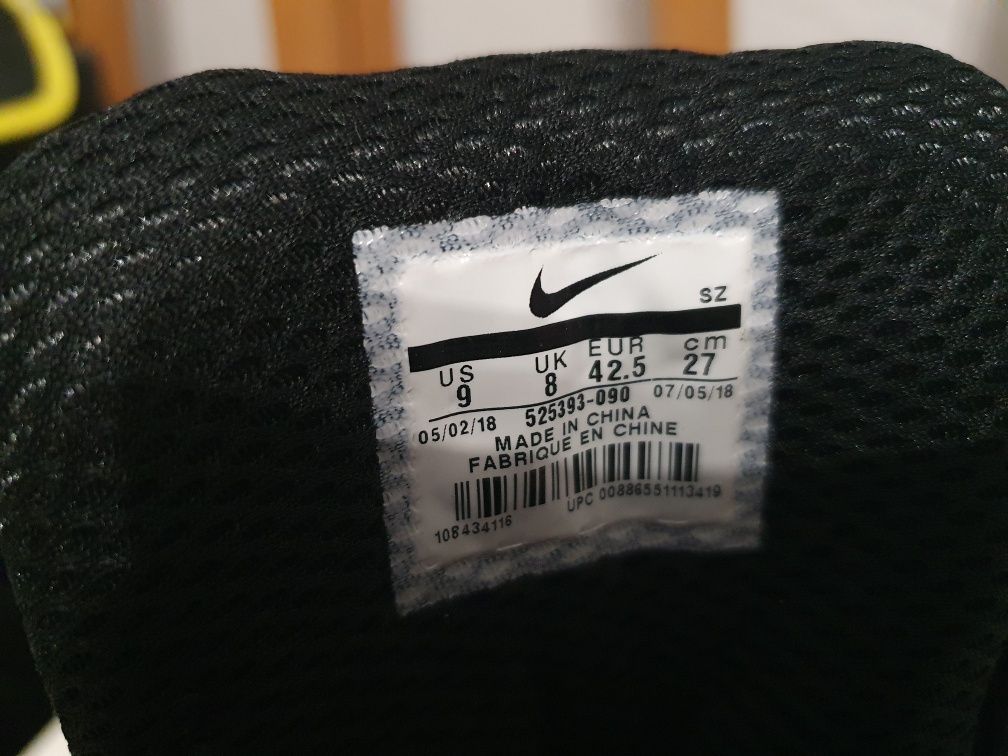 SZ
US UK EUR cm
9 8 42.5 27
05/02/18 525393-090 07/05/18
MADE IN CHINA
FABRIQUE EN CHINE
108434116 UPC 00886551113419